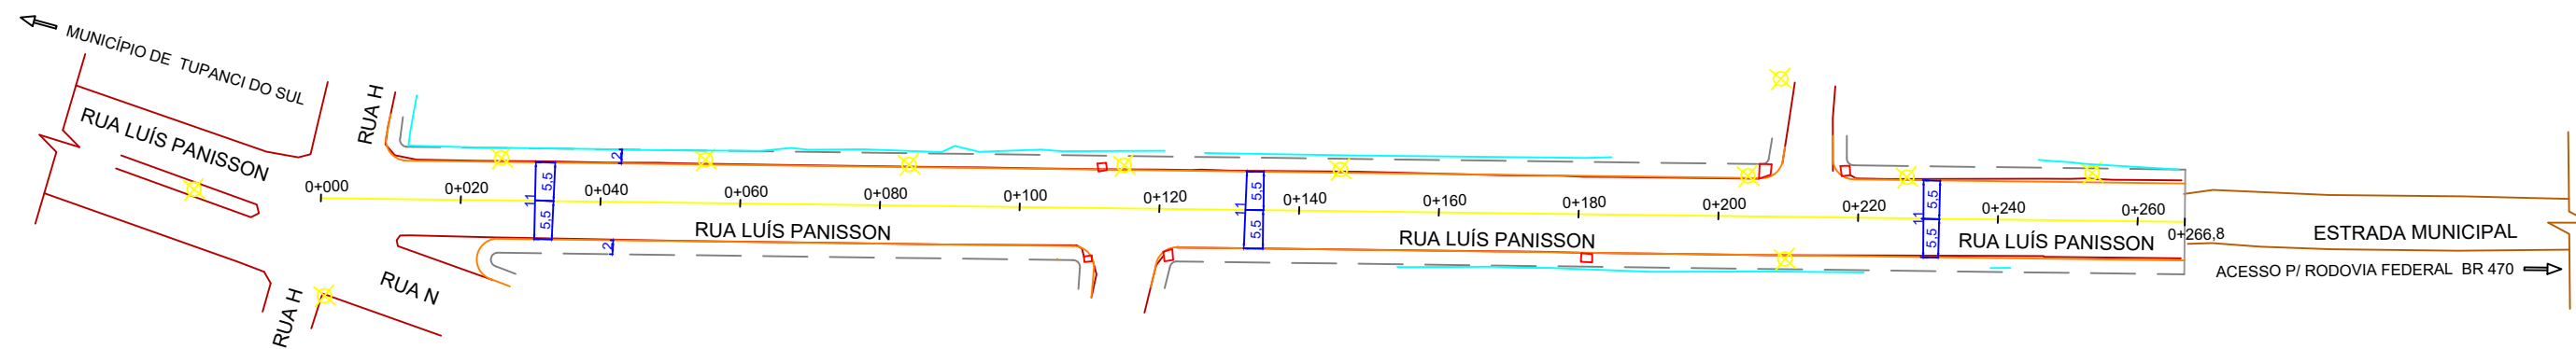 MUNICÍPIO DE TUPANCI DO SUL
RUA LUÍS PANISSON
RUA H
RUA H
RUA N
0+000
0+020
0+040
0+060
0+080
0+100
0+120
0+140
0+160
0+180
0+200
0+220
0+240
0+260
0+266,8
11
5,5
5,5
2
2
RUA LUÍS PANISSON
11
5,5
5,5
RUA LUÍS PANISSON
11
5,5
5,5
RUA LUÍS PANISSON
ESTRADA MUNICIPAL
ACESSO P/ RODOVIA FEDERAL BR 470